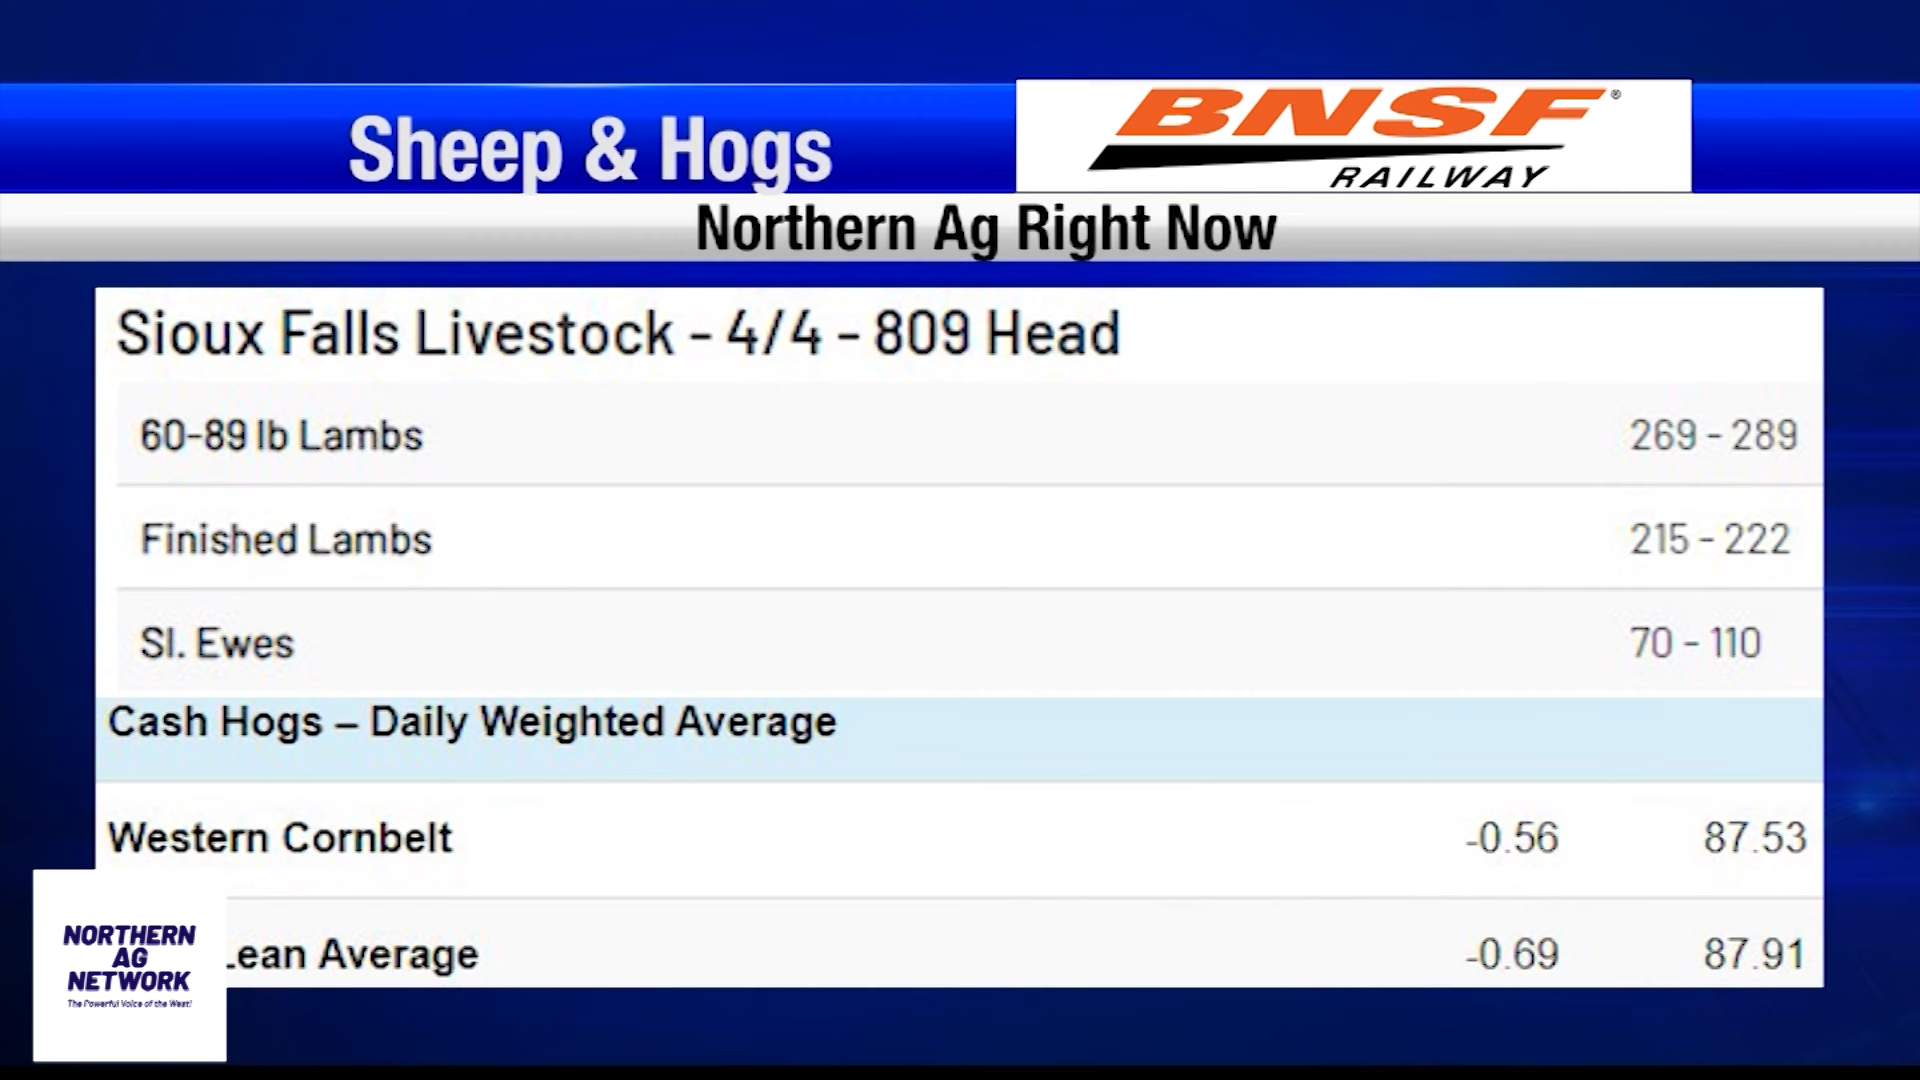 Sheep & Hogs
BNSF®
RAILWAY
Northern Ag Right Now
Sioux Falls Livestock - 4/4 - 809 Head
60-89 lb Lambs 269 - 289
Finished Lambs 215 - 222
Sl. Ewes 70 - 110
Cash Hogs – Daily Weighted Average
Western Cornbelt -0.56 87.53
Lean Average -0.69 87.91
NORTHERN
AG
NETWORK
The Powerful Voice of the West!